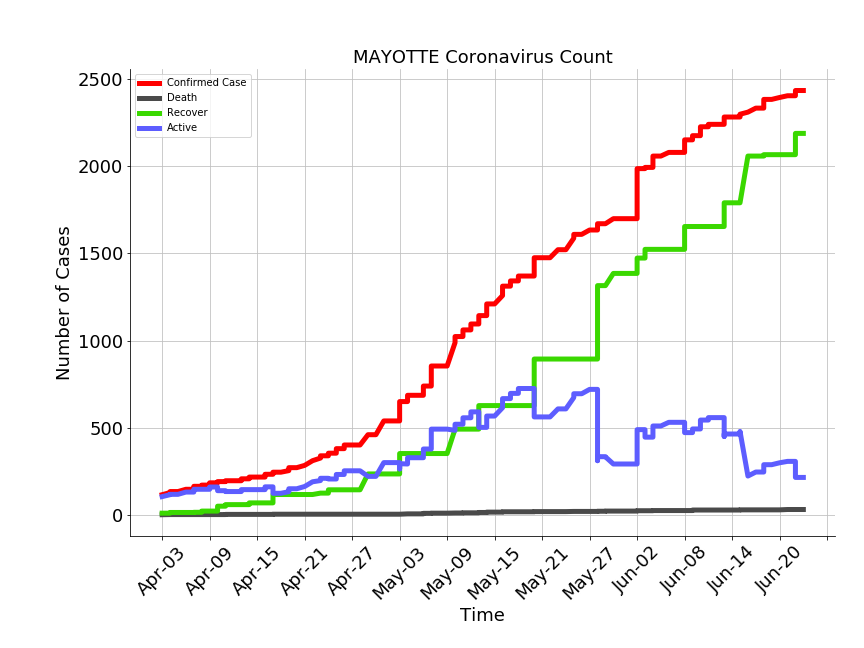 MAYOTTE Coronavirus Count
Confirmed Case
Death
Recover
Active
Number of Cases
2500
2000
1500
1000
500
0
Apr-03
Apr-09
Apr-15
Apr-21
Apr-27
May-03
May-09
May-15
May-21
May-27
Jun-02
Jun-08
Jun-14
Jun-20
Time